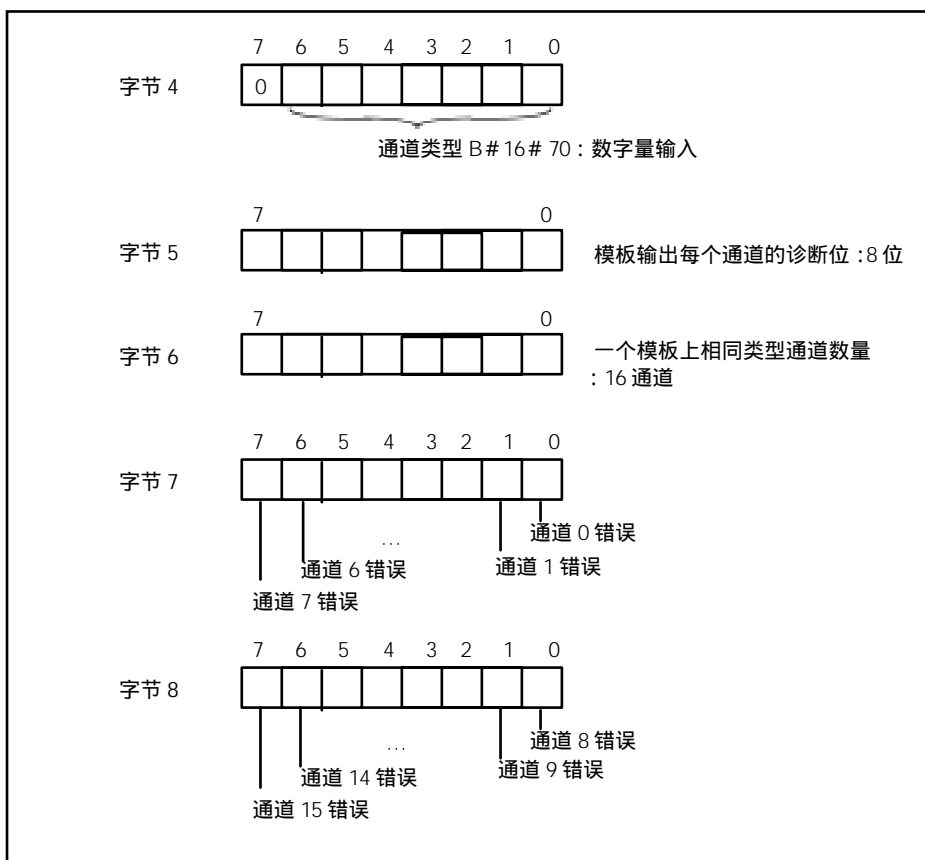 7 6 5 4 3 2 1 0
字节 4 0
通道类型 B#16# 70 : 数字量输入
7 0
字节 5 模板输出每个通道的诊断位 :8 位
7 0
字节 6 一个模板上相同类型通道数量
: 16 通道
7 6 5 4 3 2 1 0
字节 7
通道 0 错误
...
通道 6 错误 通道 1 错误
通道 7 错误
7 6 5 4 3 2 1 0
字节 8
通道 8 错误
...
通道 14 错误 通道 9 错误
通道 15 错误